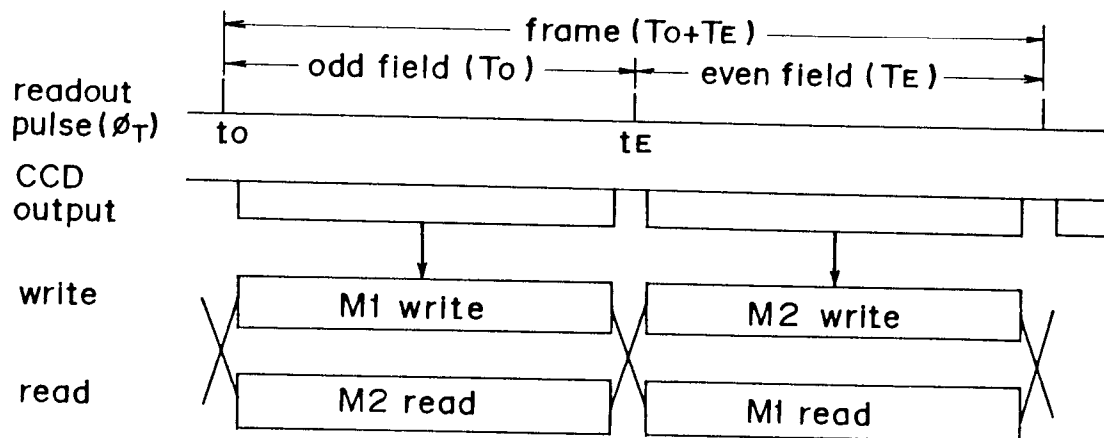 frame (To+TE)
odd field (To)
even field (TE)
readout
pulse (ØT)
to
tE
CCD
output
write
M1 write
M2 write
read
M2 read
M1 read